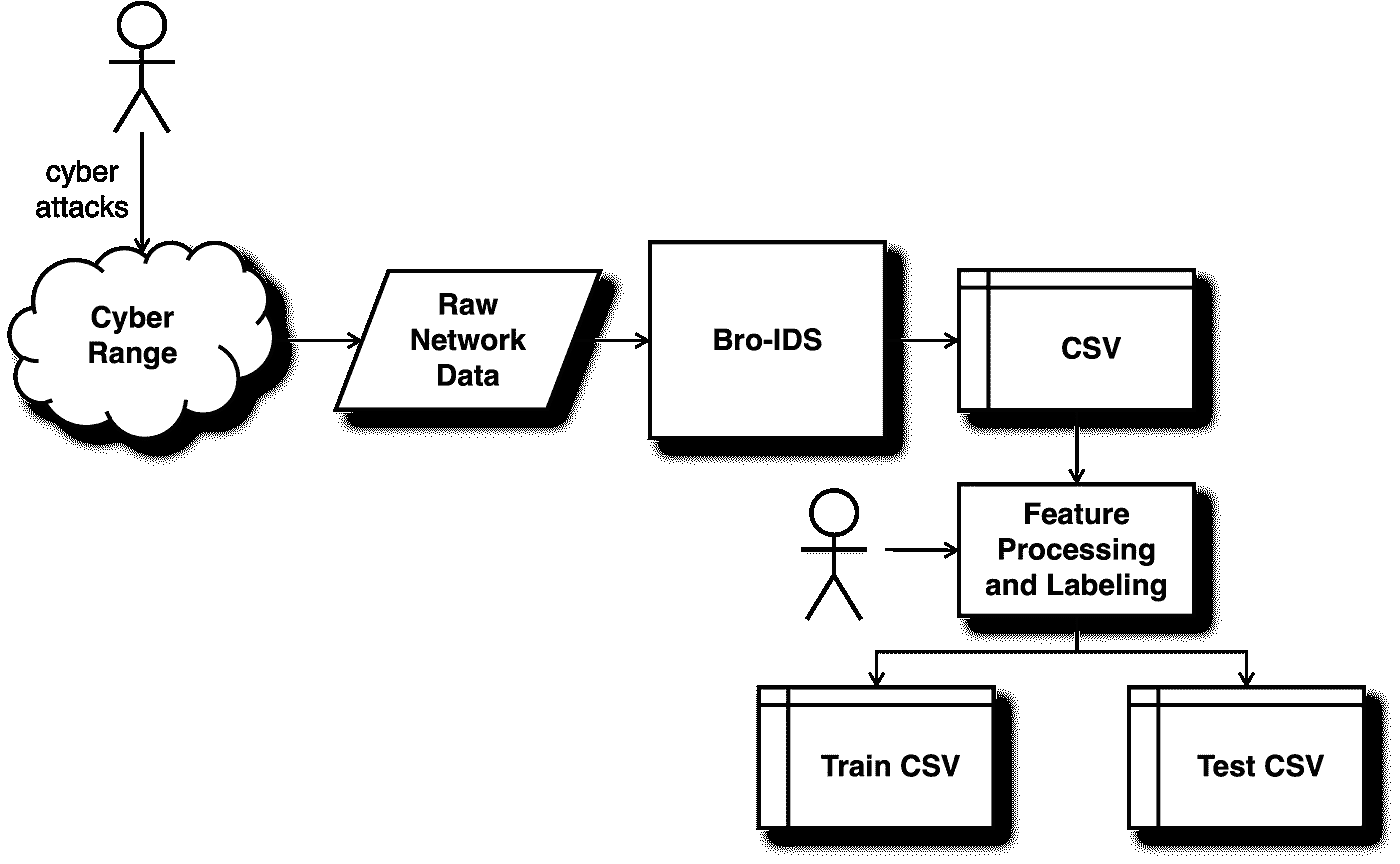 cyber
attacks
Cyber
Range
Raw
Network
Data
Bro-IDS
CSV
Feature
Processing
and Labeling
Train CSV
Test CSV